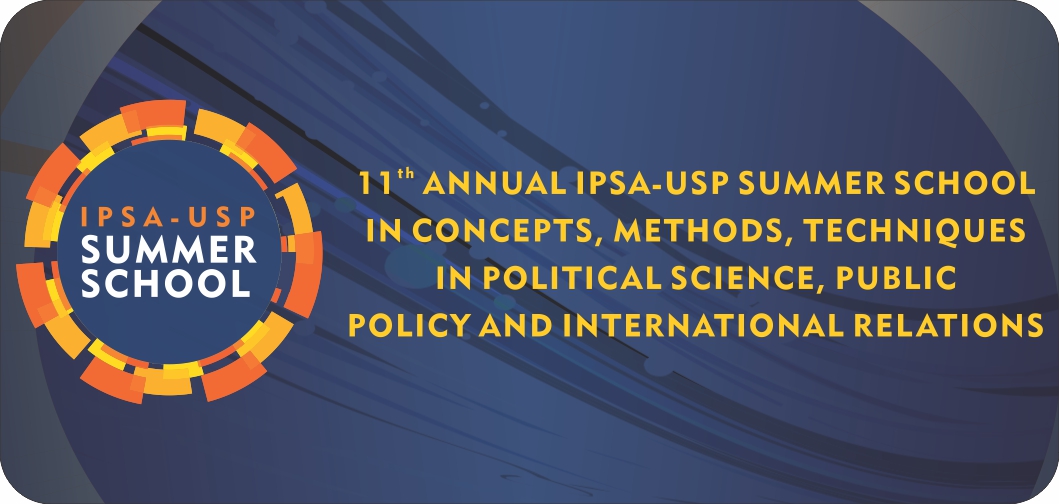 IPSA-USP
SUMMER
SCHOOL
11th ANNUAL IPSA-USP SUMMER SCHOOL
IN CONCEPTS, METHODS, TECHNIQUES
IN POLITICAL SCIENCE, PUBLIC
POLICY AND INTERNATIONAL RELATIONS